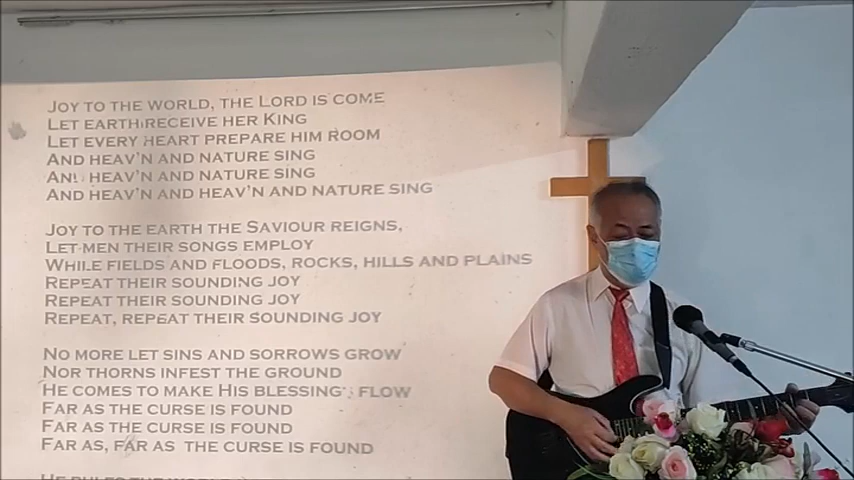 Joy to the world, the Lord is come
Let earth receive her King
Let every heart prepare Him room
And heav'n and nature sing
And heav'n and nature sing
And heav'n and heav'n and nature sing
Joy to the earth the Saviour reigns,
Let men their songs employ
While fields and floods, rocks, hills and plains
Repeat their sounding joy
Repeat their sounding joy
Repeat, repeat their sounding joy
No more let sins and sorrows grow
Nor thorns infest the ground
He comes to make His blessings flow
Far as the curse is found
Far as the curse is found
Far as, far as the curse is found
He rules the world